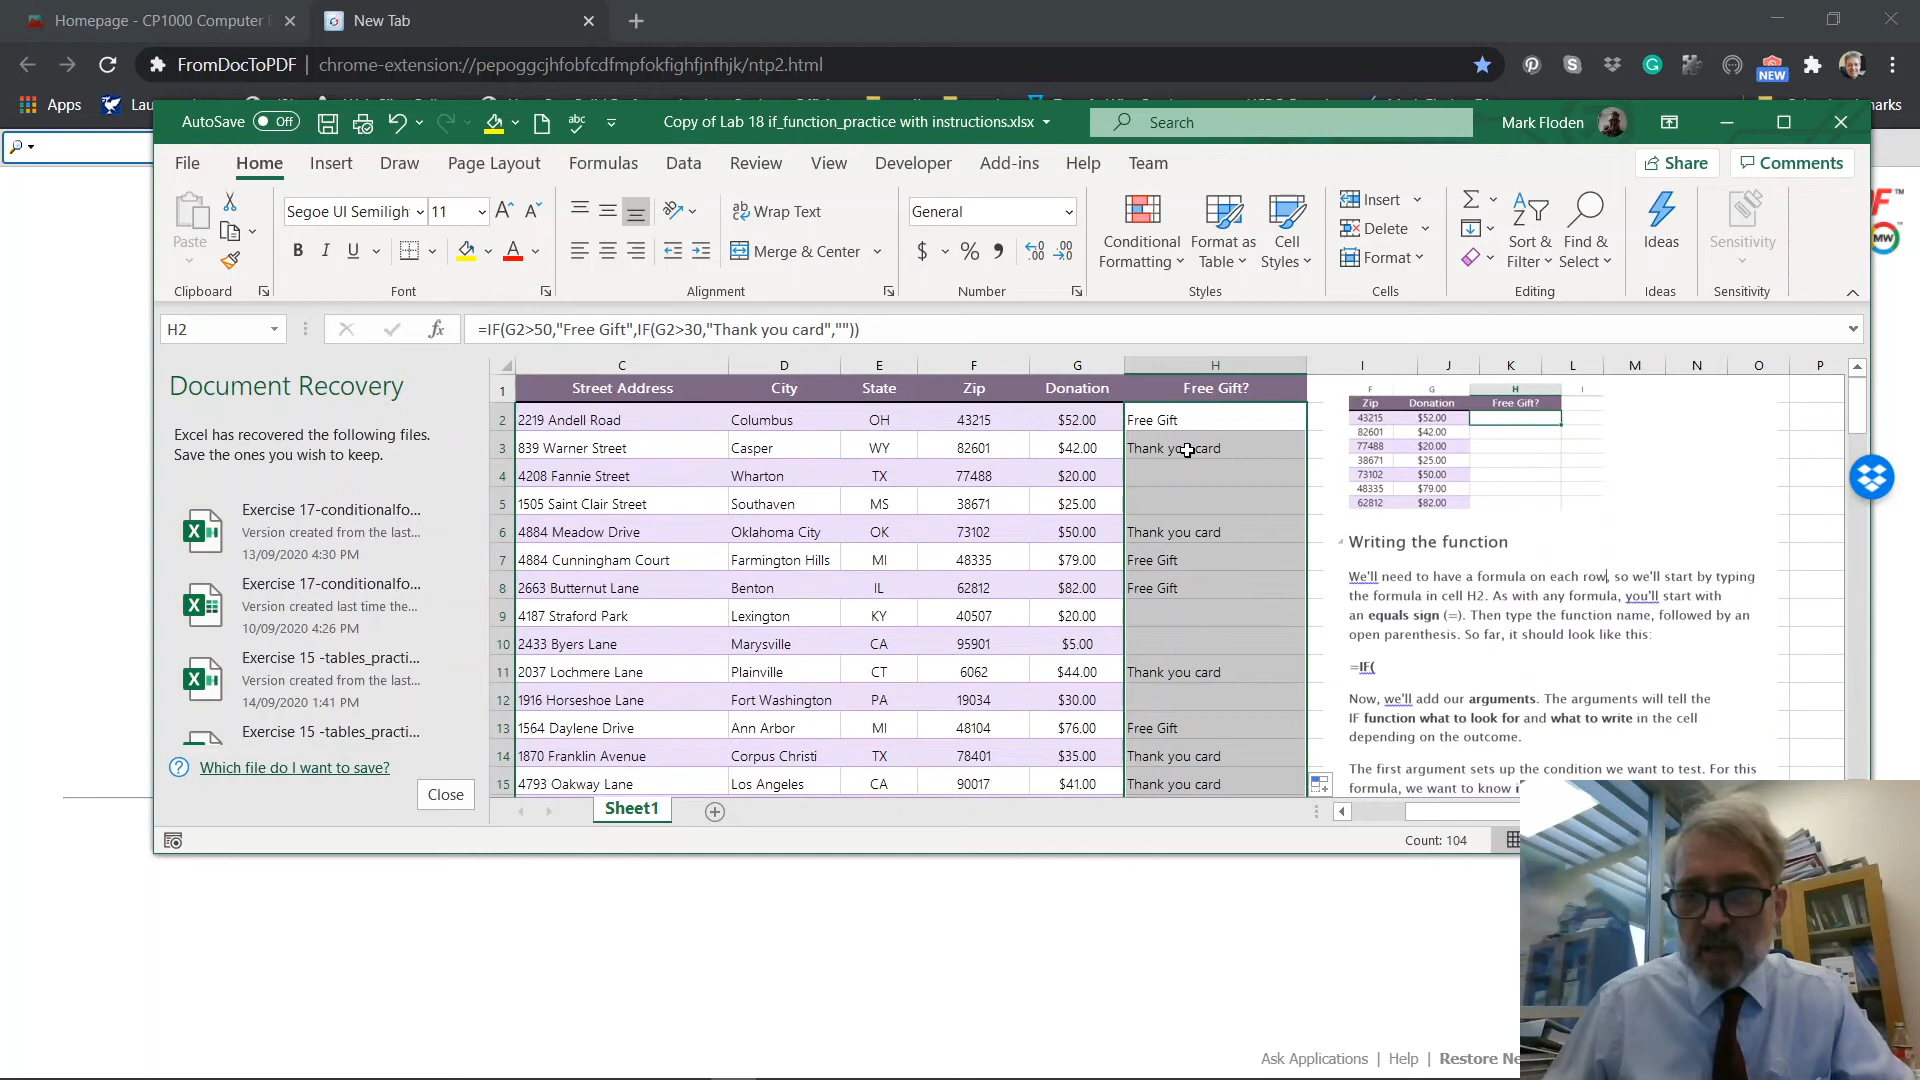 Homepage - CP1000 Computer
New Tab
FromDocToPDF | chrome-extension://pepoggcjhfobfcdfmpfokfighfjnfhjk/ntp2.html
NEW
Apps
AutoSave Off
Copy of Lab 18 if_function_practice with instructions.xlsx
Search
Mark Floden
File Home Insert Draw Page Layout Formulas Data Review View Developer Add-ins Help Team
Share Comments
Paste
Segoe UI Semiligh 11
B I U
Wrap Text
Merge & Center
General
$ %
Conditional Formatting
Format as Table
Cell Styles
Insert
Delete
Format
Sort & Filter
Find & Select
Ideas
Sensitivity
Clipboard Font Alignment Number Styles Cells Editing Ideas Sensitivity
H2
fx
=IF(G2>50,"Free Gift",IF(G2>30,"Thank you card",""))
Document Recovery
Excel has recovered the following files.
Save the ones you wish to keep.
Exercise 17-conditionalfo...
Version created from the last...
13/09/2020 4:30 PM
Exercise 17-conditionalfo...
Version created last time the...
10/09/2020 4:26 PM
Exercise 15 -tables_practi...
Version created from the last...
14/09/2020 1:41 PM
Exercise 15 -tables_practi...
Which file do I want to save?
Close
C D E F G H I J K L M N O P
1 Street Address City State Zip Donation Free Gift?
2 2219 Andell Road Columbus OH 43215 $52.00 Free Gift
3 839 Warner Street Casper WY 82601 $42.00 Thank you card
4 4208 Fannie Street Wharton TX 77488 $20.00
5 1505 Saint Clair Street Southaven MS 38671 $25.00
6 4884 Meadow Drive Oklahoma City OK 73102 $50.00 Thank you card
7 4884 Cunningham Court Farmington Hills MI 48335 $79.00 Free Gift
8 2663 Butternut Lane Benton IL 62812 $82.00 Free Gift
9 4187 Straford Park Lexington KY 40507 $20.00
10 2433 Byers Lane Marysville CA 95901 $5.00
11 2037 Lochmere Lane Plainville CT 6062 $44.00 Thank you card
12 1916 Horseshoe Lane Fort Washington PA 19034 $30.00
13 1564 Daylene Drive Ann Arbor MI 48104 $76.00 Free Gift
14 1870 Franklin Avenue Corpus Christi TX 78401 $35.00 Thank you card
15 4793 Oakway Lane Los Angeles CA 90017 $41.00 Thank you card
F G H I
Zip Donation Free Gift?
43215 $52.00
82601 $42.00
77488 $20.00
38671 $25.00
73102 $50.00
48335 $79.00
62812 $82.00
Writing the function
We'll need to have a formula on each row, so we'll start by typing
the formula in cell H2. As with any formula, you'll start with
an equals sign (=). Then type the function name, followed by an
open parenthesis. So far, it should look like this:
=IF(
Now, we'll add our arguments. The arguments will tell the
IF function what to look for and what to write in the cell
depending on the outcome.
The first argument sets up the condition we want to test. For this
formula, we want to know
Sheet1
Count: 104
MW
Ask Applications | Help | Restore